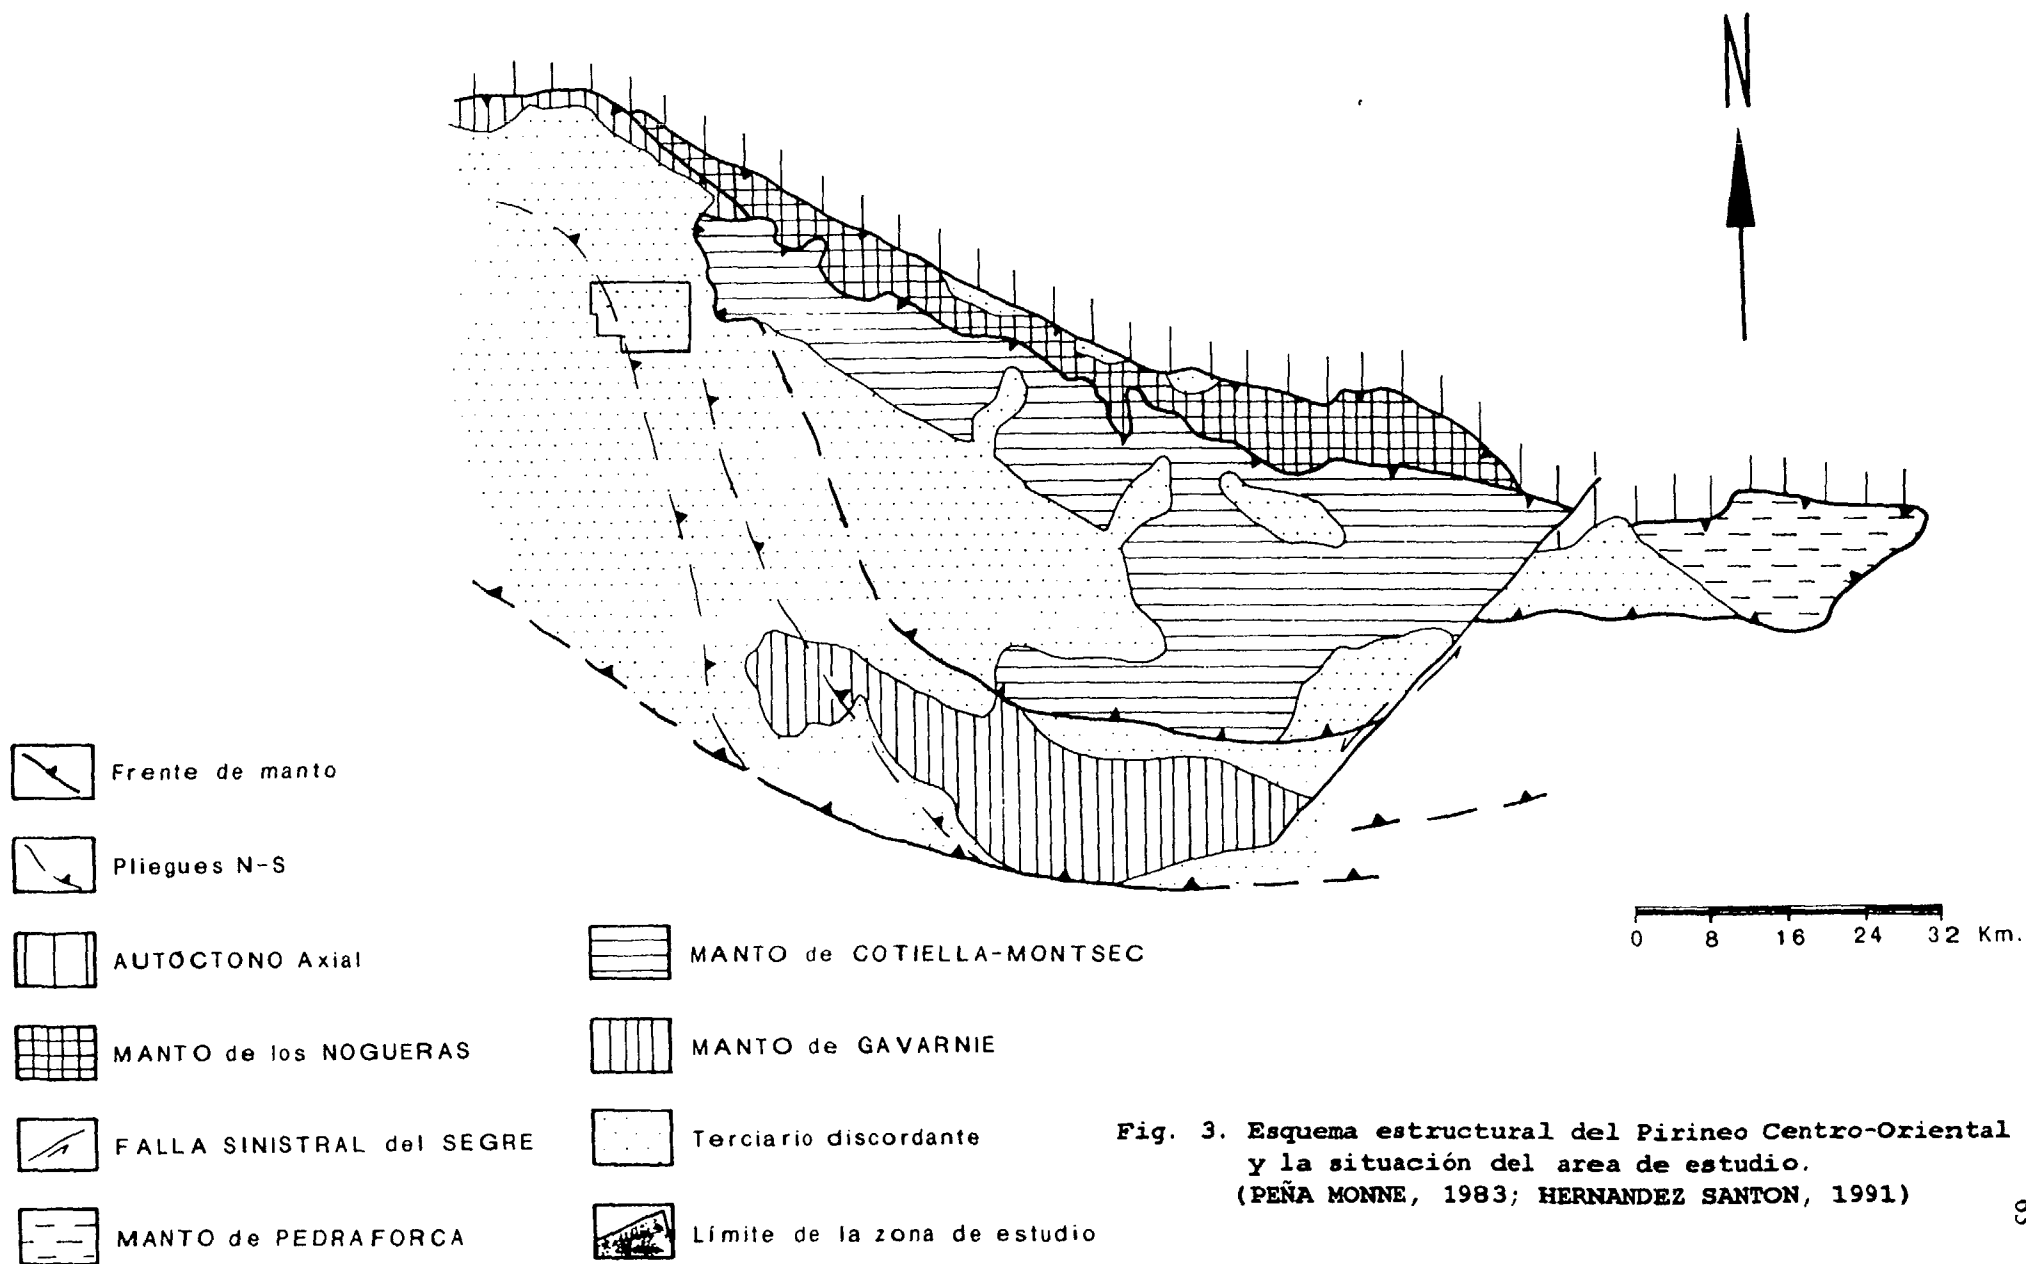 N
Frente de manto
Pliegues N-S
AUTÓCTONO Axial
MANTO de los NOGUERAS
FALLA SINISTRAL del SEGRE
MANTO de PEDRAFORCA
MANTO de COTIELLA-MONTSEC
MANTO de GAVARNIE
Terciario discordante
Límite de la zona de estudio
0 8 16 24 32 Km.
Fig. 3. Esquema estructural del Pirineo Centro-Oriental
y la situación del area de estudio.
(PEÑA MONNE, 1983; HERNANDEZ SANTON, 1991)